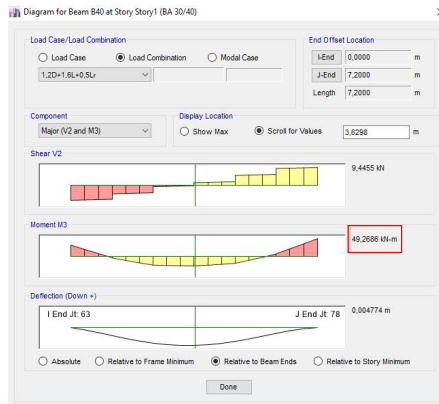 Diagram for Beam B40 at Story Story1 (BA 30/40)
Load Case/Load Combination
End Offset Location
Load Case Load Combination Modal Case
I-End 0,0000 m
1,2D+1,6L+0,5Lr
J-End 7,2000 m
Length 7,2000 m
Component
Display Location
Major (V2 and M3)
Show Max Scroll for Values 3,6298 m
Shear V2
9,4455 kN
Moment M3
49,2686 kN-m
Deflection (Down +)
I End Jt: 63 J End Jt: 78
0,004774 m
Absolute Relative to Frame Minimum Relative to Beam Ends Relative to Story Minimum
Done